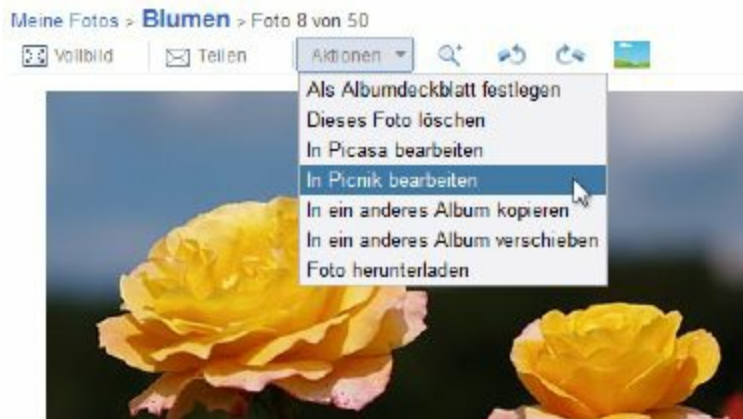 Meine Fotos > Blumen > Foto 8 von 50
Vollbild Teilen Aktionen
Als Albumdeckblatt festlegen
Dieses Foto löschen
In Picasa bearbeiten
In Picnik bearbeiten
In ein anderes Album kopieren
In ein anderes Album verschieben
Foto herunterladen